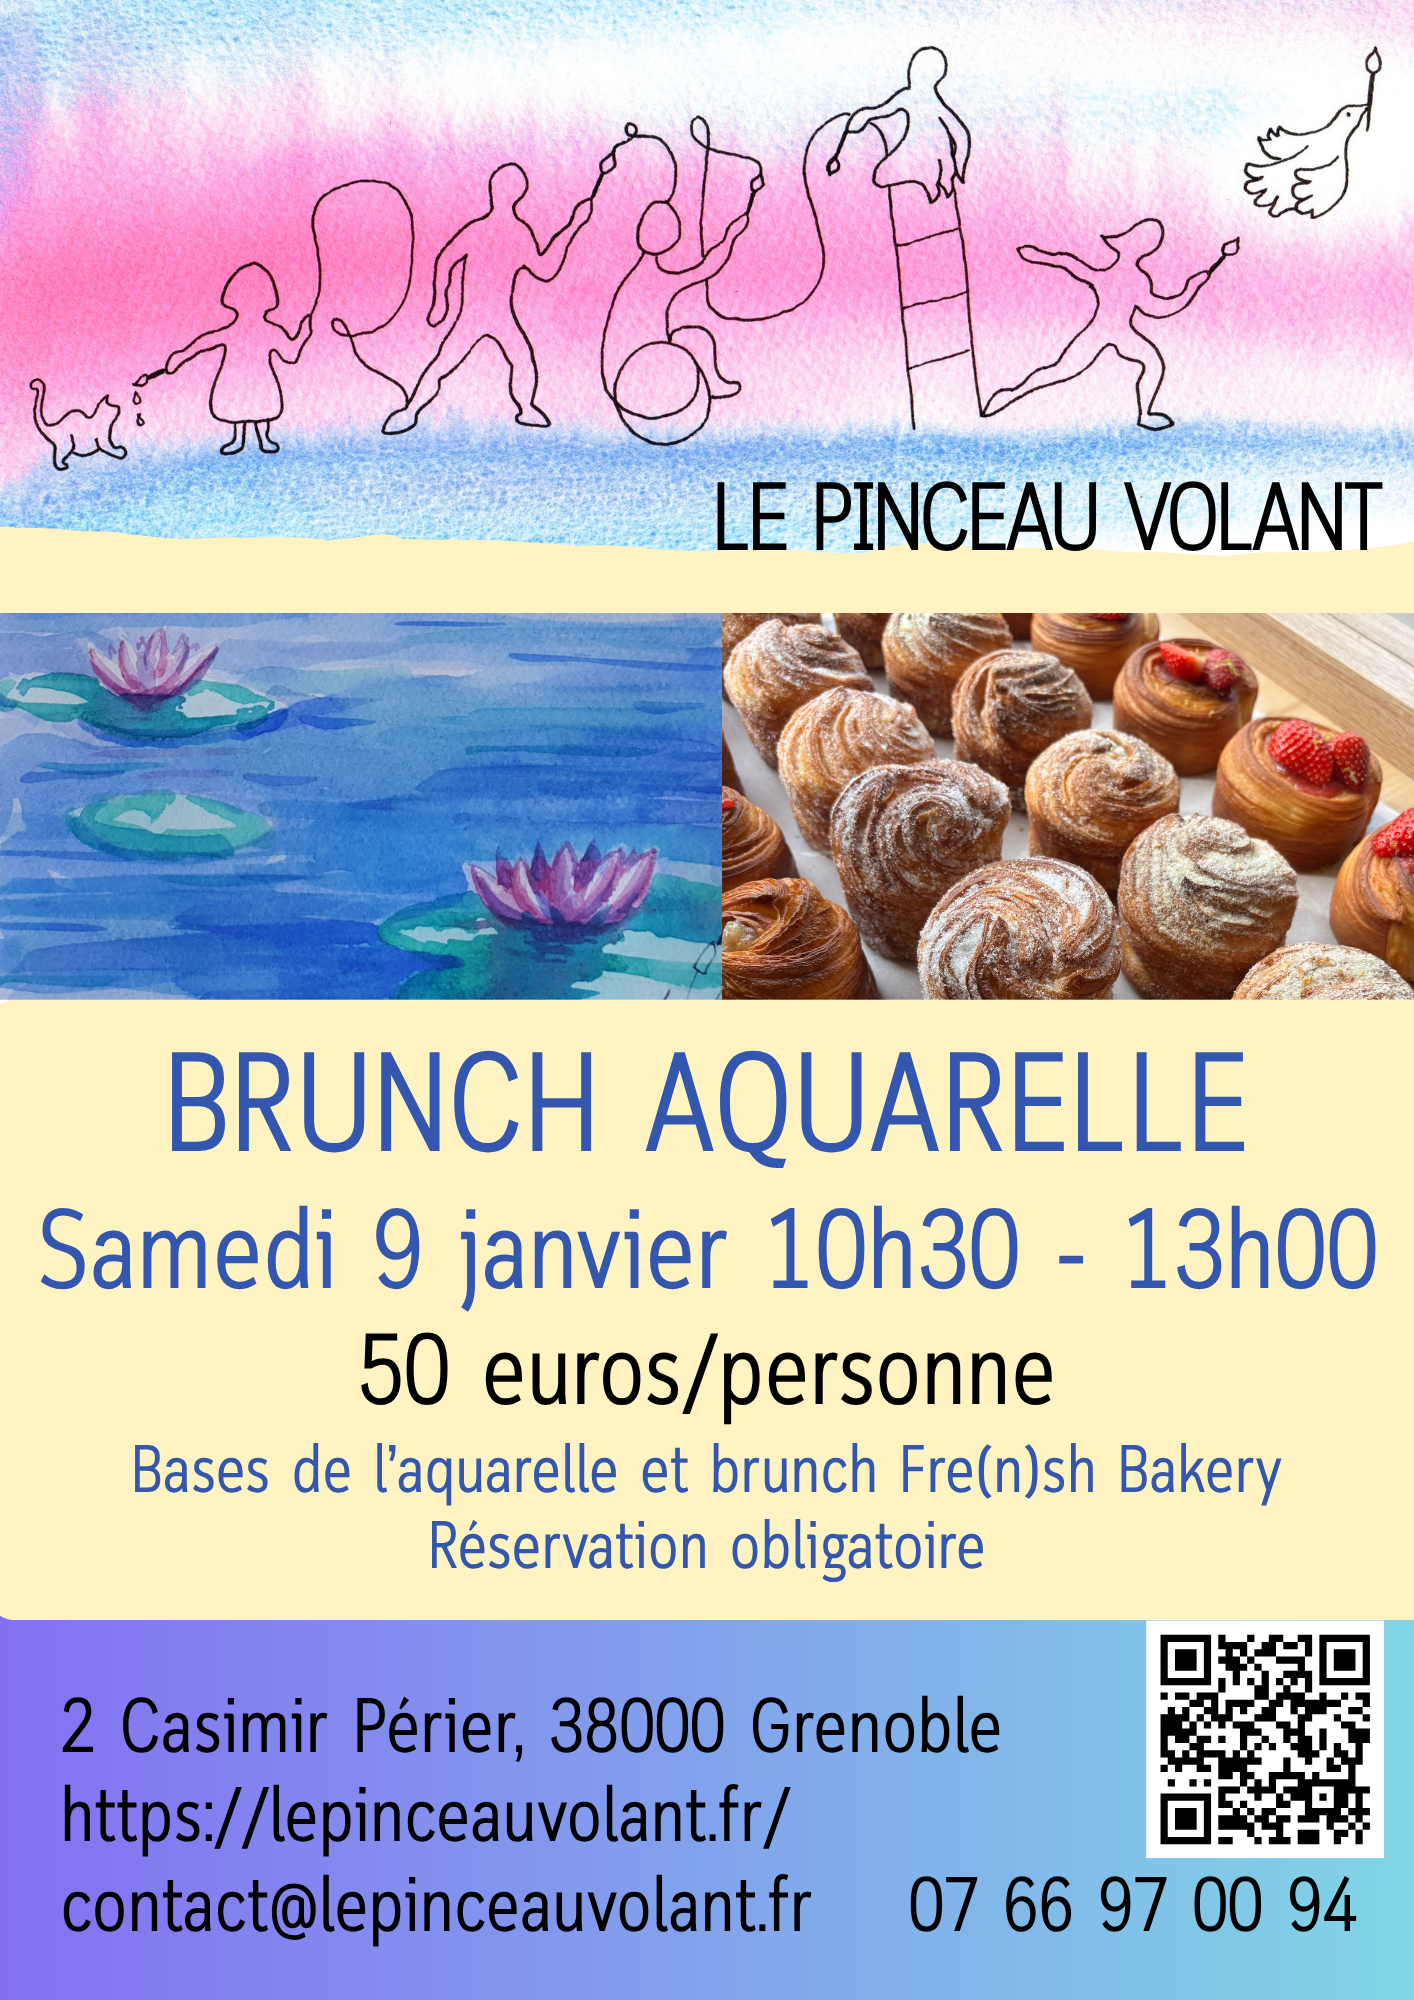 LE PINCEAU VOLANT
BRUNCH AQUARELLE
Samedi 9 janvier 10h30 - 13h00
50 euros/personne
Bases de l'aquarelle et brunch Fre(n)sh Bakery
Réservation obligatoire
2 Casimir Périer, 38000 Grenoble
https://lepinceauvolant.fr/
contact@lepinceauvolant.fr 07 66 97 00 94